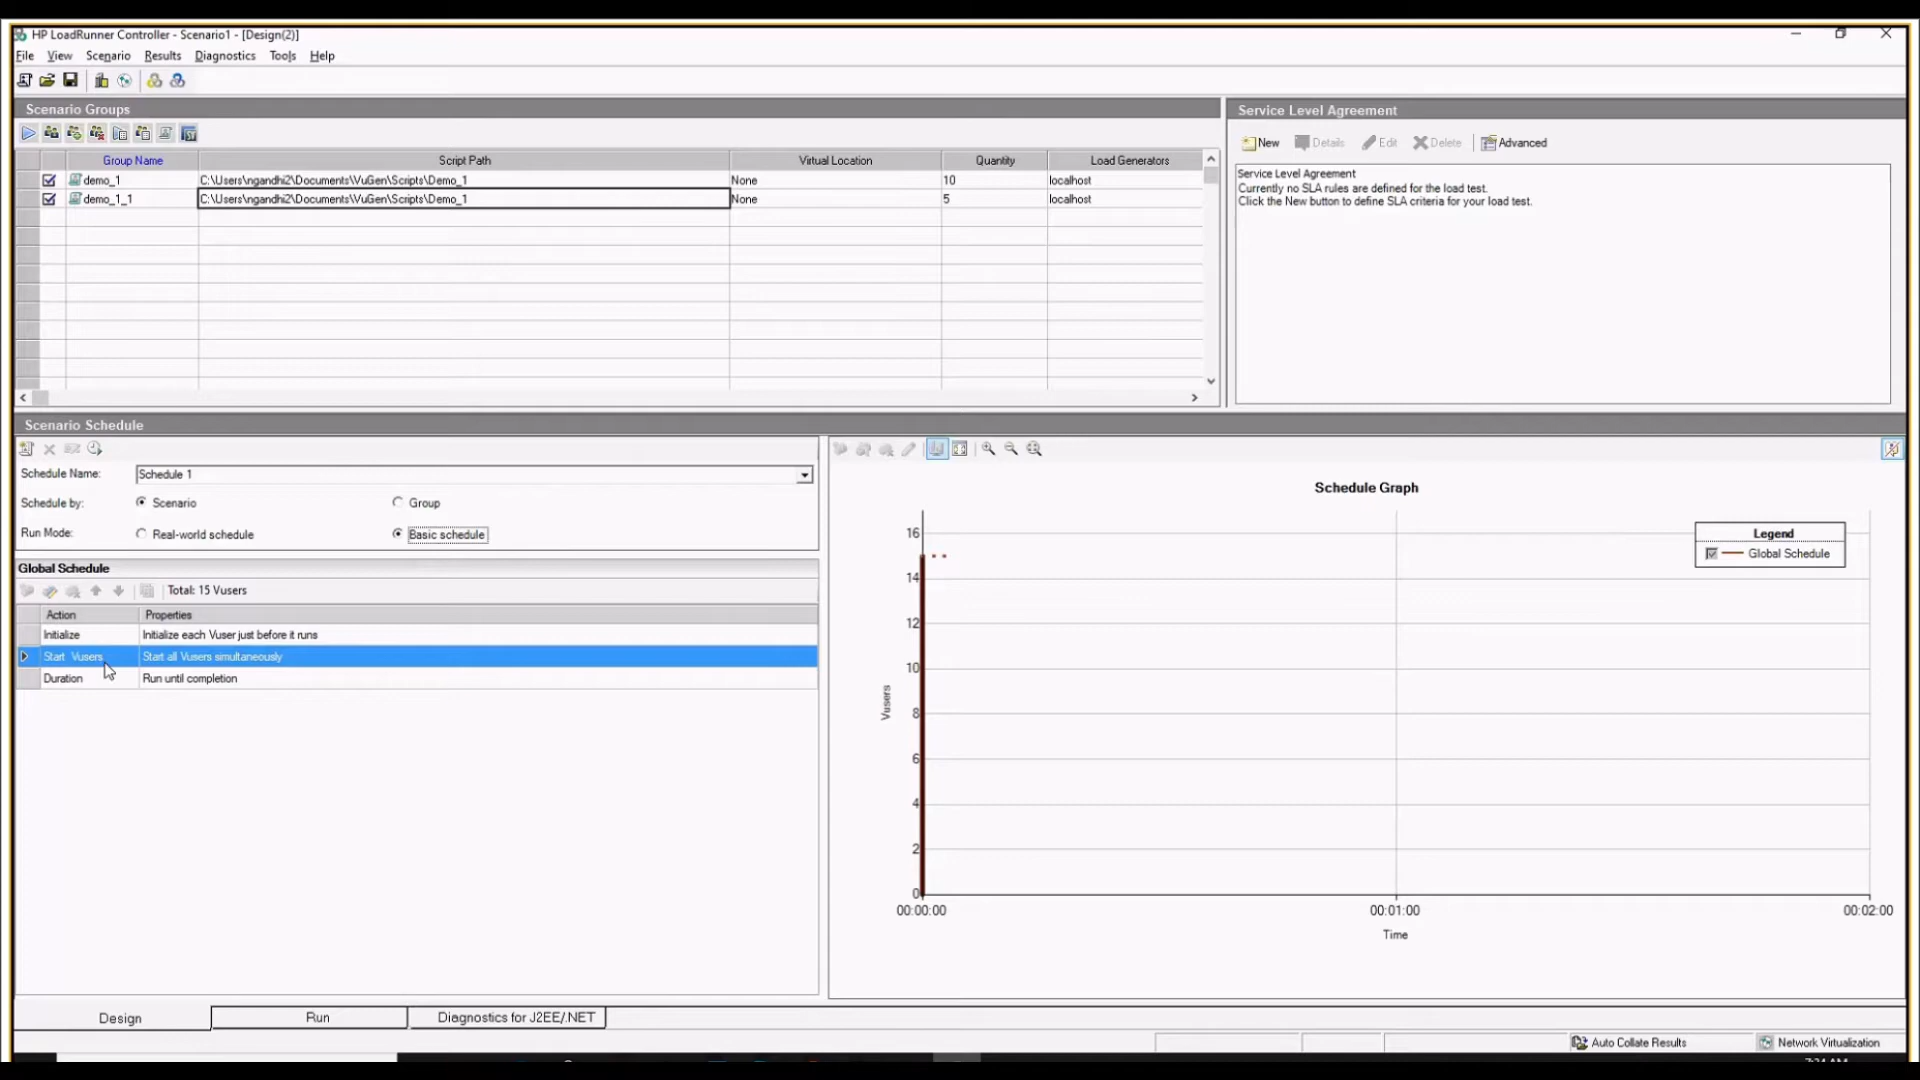 HP LoadRunner Controller - Scenario1 - [Design(2)]
File View Scenario Results Diagnostics Tools Help
Scenario Groups
Group Name Script Path Virtual Location Quantity Load Generators
demo_1 C:\Users\ngandhi2\Documents\VuGen\Scripts\Demo_1 None 10 localhost
demo_1_1 C:\Users\ngandhi2\Documents\VuGen\Scripts\Demo_1 None 5 localhost
Service Level Agreement
New Details Edit Delete Advanced
Service Level Agreement
Currently no SLA rules are defined for the load test.
Click the New button to define SLA criteria for your load test.
Scenario Schedule
Schedule Name: Schedule 1
Schedule by: Scenario Group
Run Mode: Real-world schedule Basic schedule
Global Schedule
Total: 15 Vusers
Action Properties
Initialize Initialize each Vuser just before it runs
Start Vusers Start all Vusers simultaneously
Duration Run until completion
Schedule Graph
Legend
Global Schedule
16
14
12
10
8
6
4
2
0
Vusers
00:00:00 00:01:00 00:02:00
Time
Design Run Diagnostics for J2EE/.NET
Auto Collate Results Network Virtualization